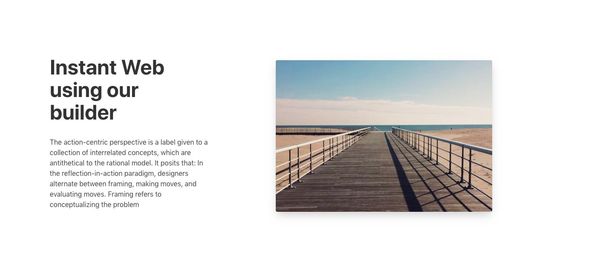 Instant Web
using our
builder
The action-centric perspective is a label given to a
collection of interrelated concepts, which are
antithetical to the rational model. It posits that: In
the reflection-in-action paradigm, designers
alternate between framing, making moves, and
evaluating moves. Framing refers to
conceptualizing the problem